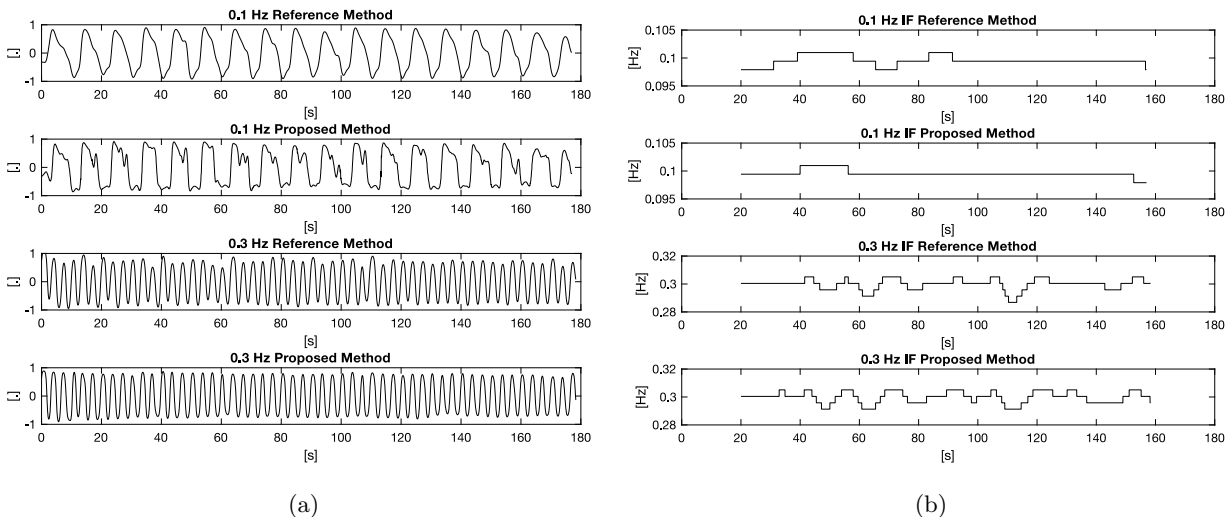 0.1 Hz Reference Method
1
0
-1
[.]
0 20 40 60 80 100 120 140 160 180
[s]
0.1 Hz Proposed Method
1
0
-1
[.]
0 20 40 60 80 100 120 140 160 180
[s]
0.3 Hz Reference Method
1
0
-1
[.]
0 20 40 60 80 100 120 140 160 180
[s]
0.3 Hz Proposed Method
1
0
-1
[.]
0 20 40 60 80 100 120 140 160 180
[s]
(a)
0.1 Hz IF Reference Method
0.105
0.1
0.095
[Hz]
0 20 40 60 80 100 120 140 160 180
[s]
0.1 Hz IF Proposed Method
0.105
0.1
0.095
[Hz]
0 20 40 60 80 100 120 140 160 180
[s]
0.3 Hz IF Reference Method
0.32
0.3
0.28
[Hz]
0 20 40 60 80 100 120 140 160 180
[s]
0.3 Hz IF Proposed Method
0.32
0.3
0.28
[Hz]
0 20 40 60 80 100 120 140 160 180
[s]
(b)